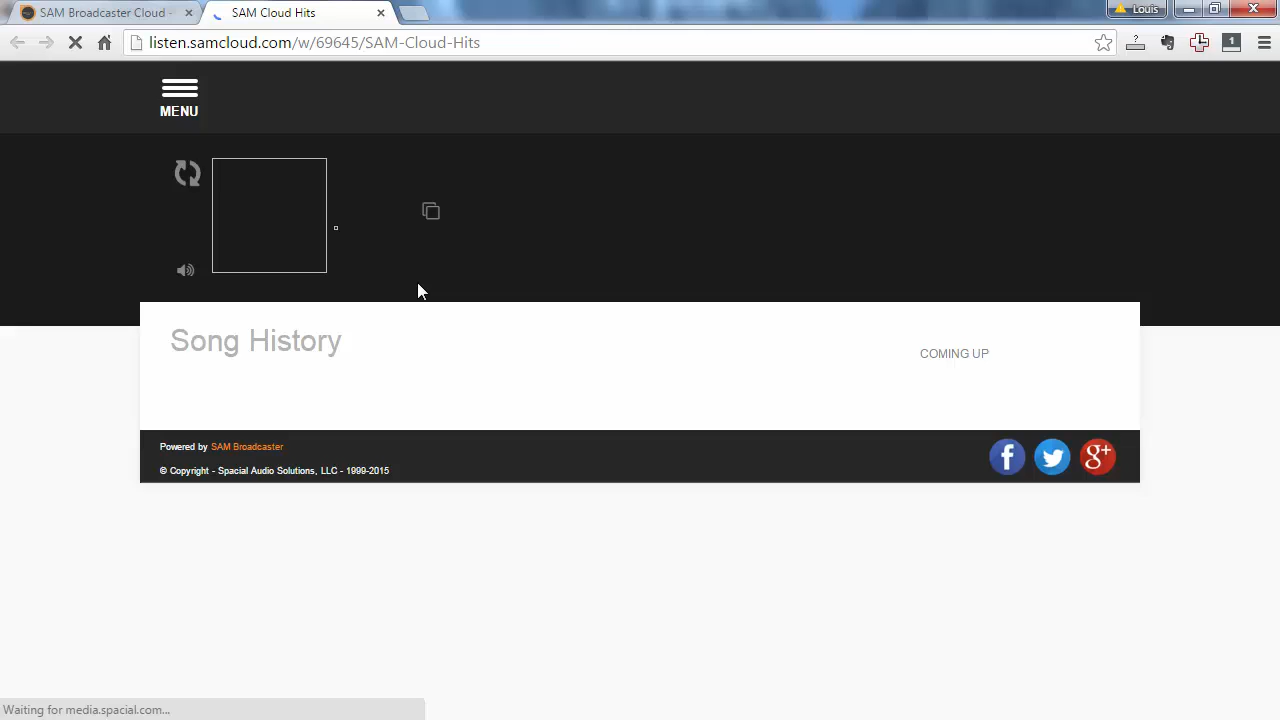 SAM Broadcaster Cloud -
SAM Cloud Hits
Louis
listen.samcloud.com/w/69645/SAM-Cloud-Hits
?
1
MENU
Song History
COMING UP
Powered by SAM Broadcaster
© Copyright - Spacial Audio Solutions, LLC - 1999-2015
f
g+
Waiting for media.spacial.com...